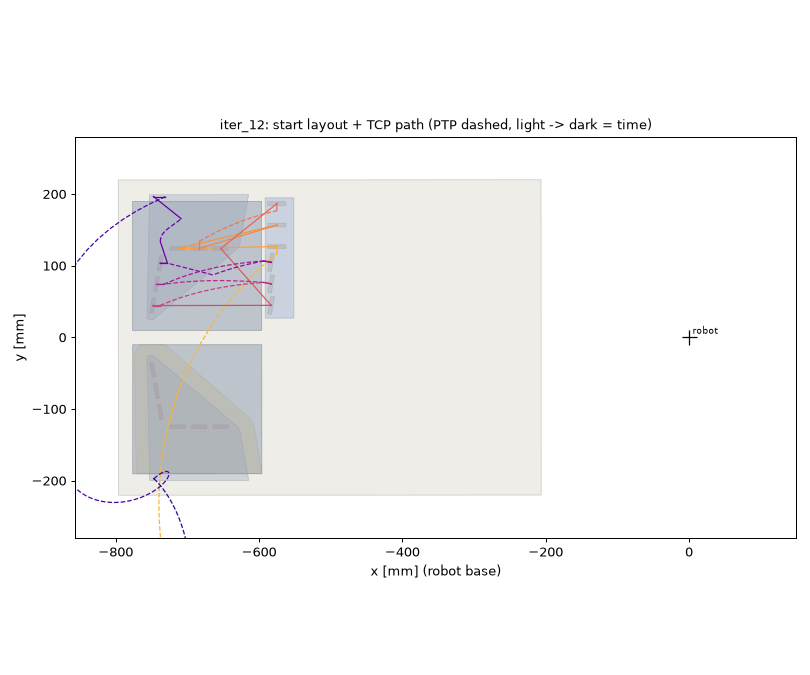 iter_12: start layout + TCP path (PTP dashed, light -> dark = time)
200
100
0
−100
−200
y [mm]
robot
−800
−600
−400
−200
0
x [mm] (robot base)